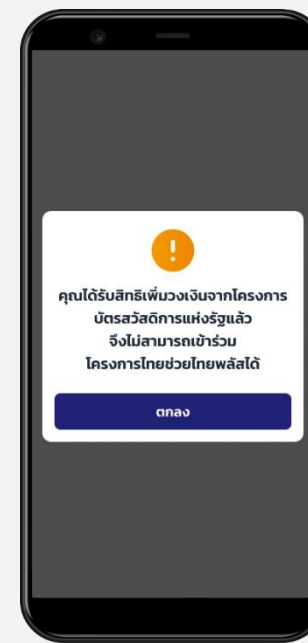 !
คุณได้รับสิทธิเพิ่มวงเงินจากโครงการ
บัตรสวัสดิการแห่งรัฐแล้ว
จึงไม่สามารถเข้าร่วม
โครงการไทยช่วยไทยพลัสได้
ตกลง